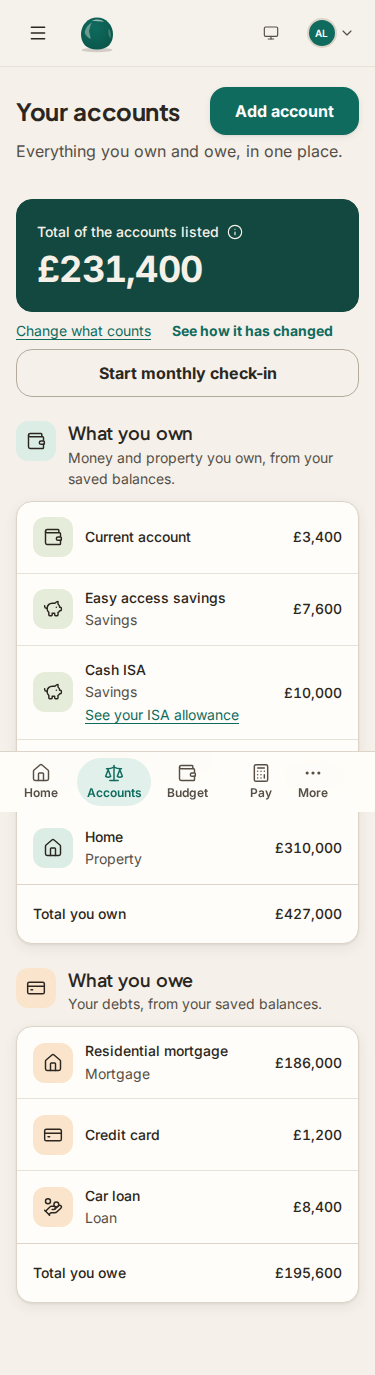 AL
Your accounts
Add account
Everything you own and owe, in one place.
Total of the accounts listed
£231,400
Change what counts
See how it has changed
Start monthly check-in
What you own
Money and property you own, from your
saved balances.
Current account
£3,400
Easy access savings
Savings
£7,600
Cash ISA
Savings
£10,000
See your ISA allowance
Home
Accounts
Budget
Pay
More
Home
Property
£310,000
Total you own
£427,000
What you owe
Your debts, from your saved balances.
Residential mortgage
Mortgage
£186,000
Credit card
£1,200
Car loan
Loan
£8,400
Total you owe
£195,600